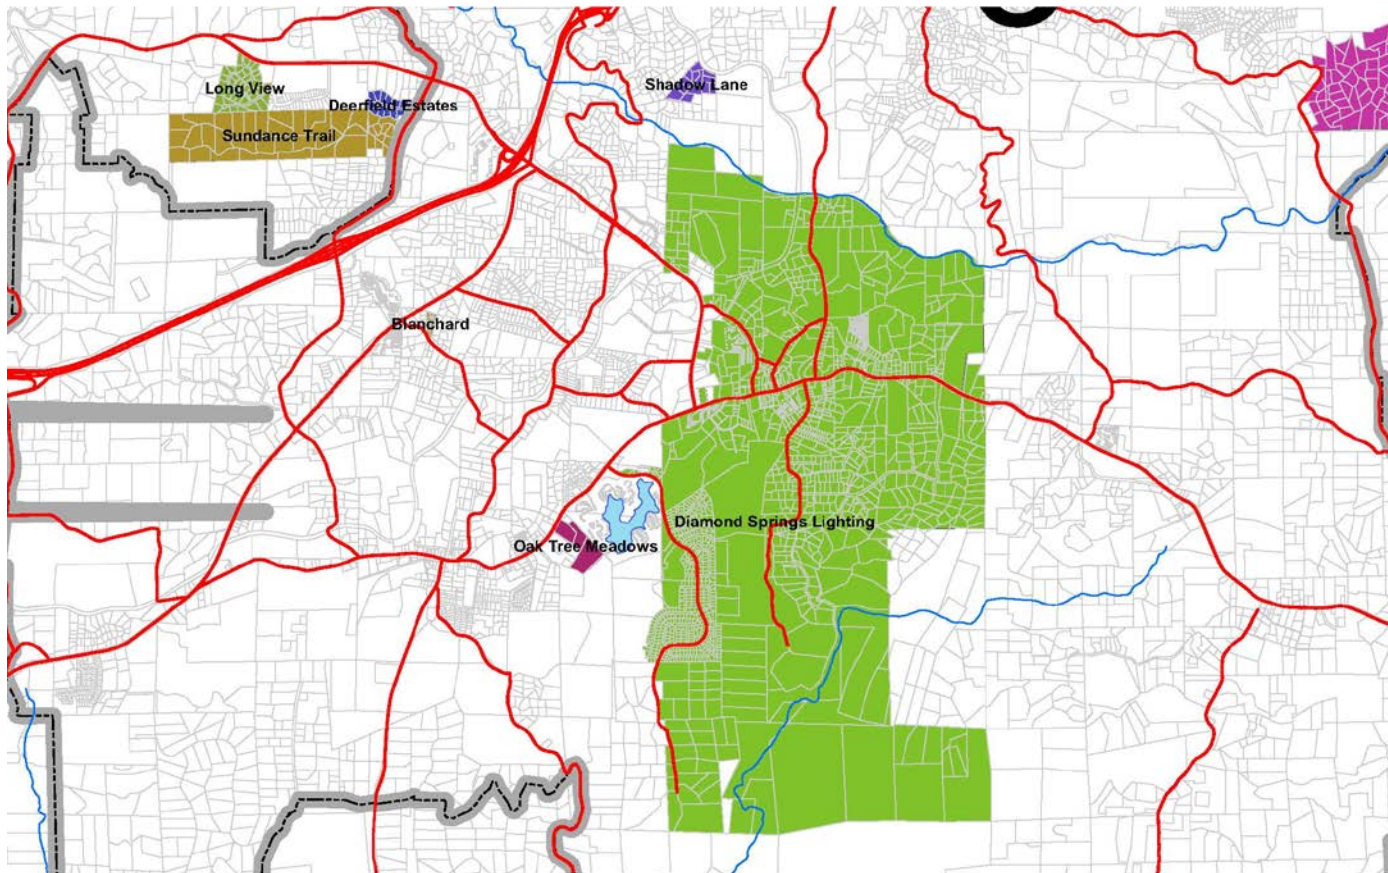 Long View
Shadow Lane
Deerfield Estates
Sundance Trail
Blanchard
Diamond Springs Lighting
Oak Tree Meadows